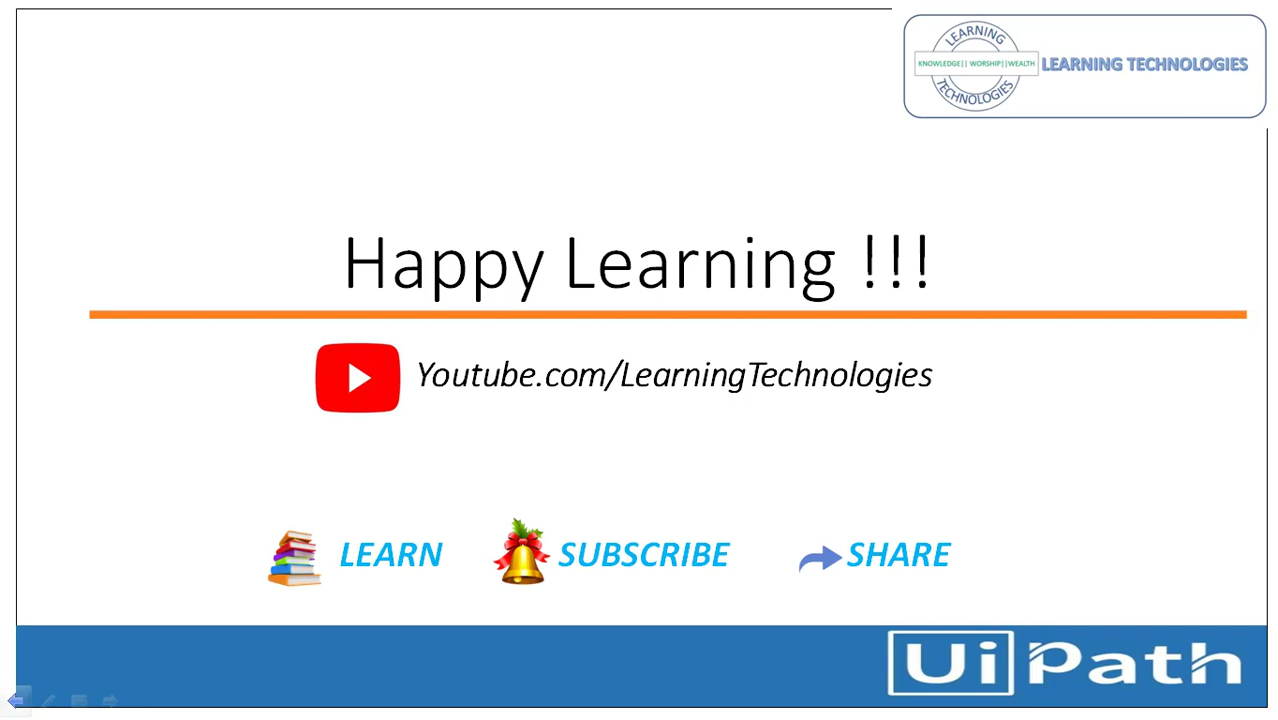 LEARNING
KNOWLEDGE|| WORSHIP||WEALTH
TECHNOLOGIES
LEARNING TECHNOLOGIES
Happy Learning !!!
Youtube.com/LearningTechnologies
LEARN
SUBSCRIBE
SHARE
UiPath